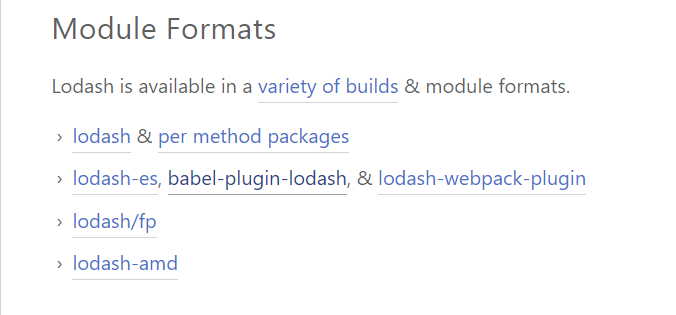 Module Formats
Lodash is available in a variety of builds & module formats.
› lodash & per method packages
› lodash-es, babel-plugin-lodash, & lodash-webpack-plugin
› lodash/fp
› lodash-amd